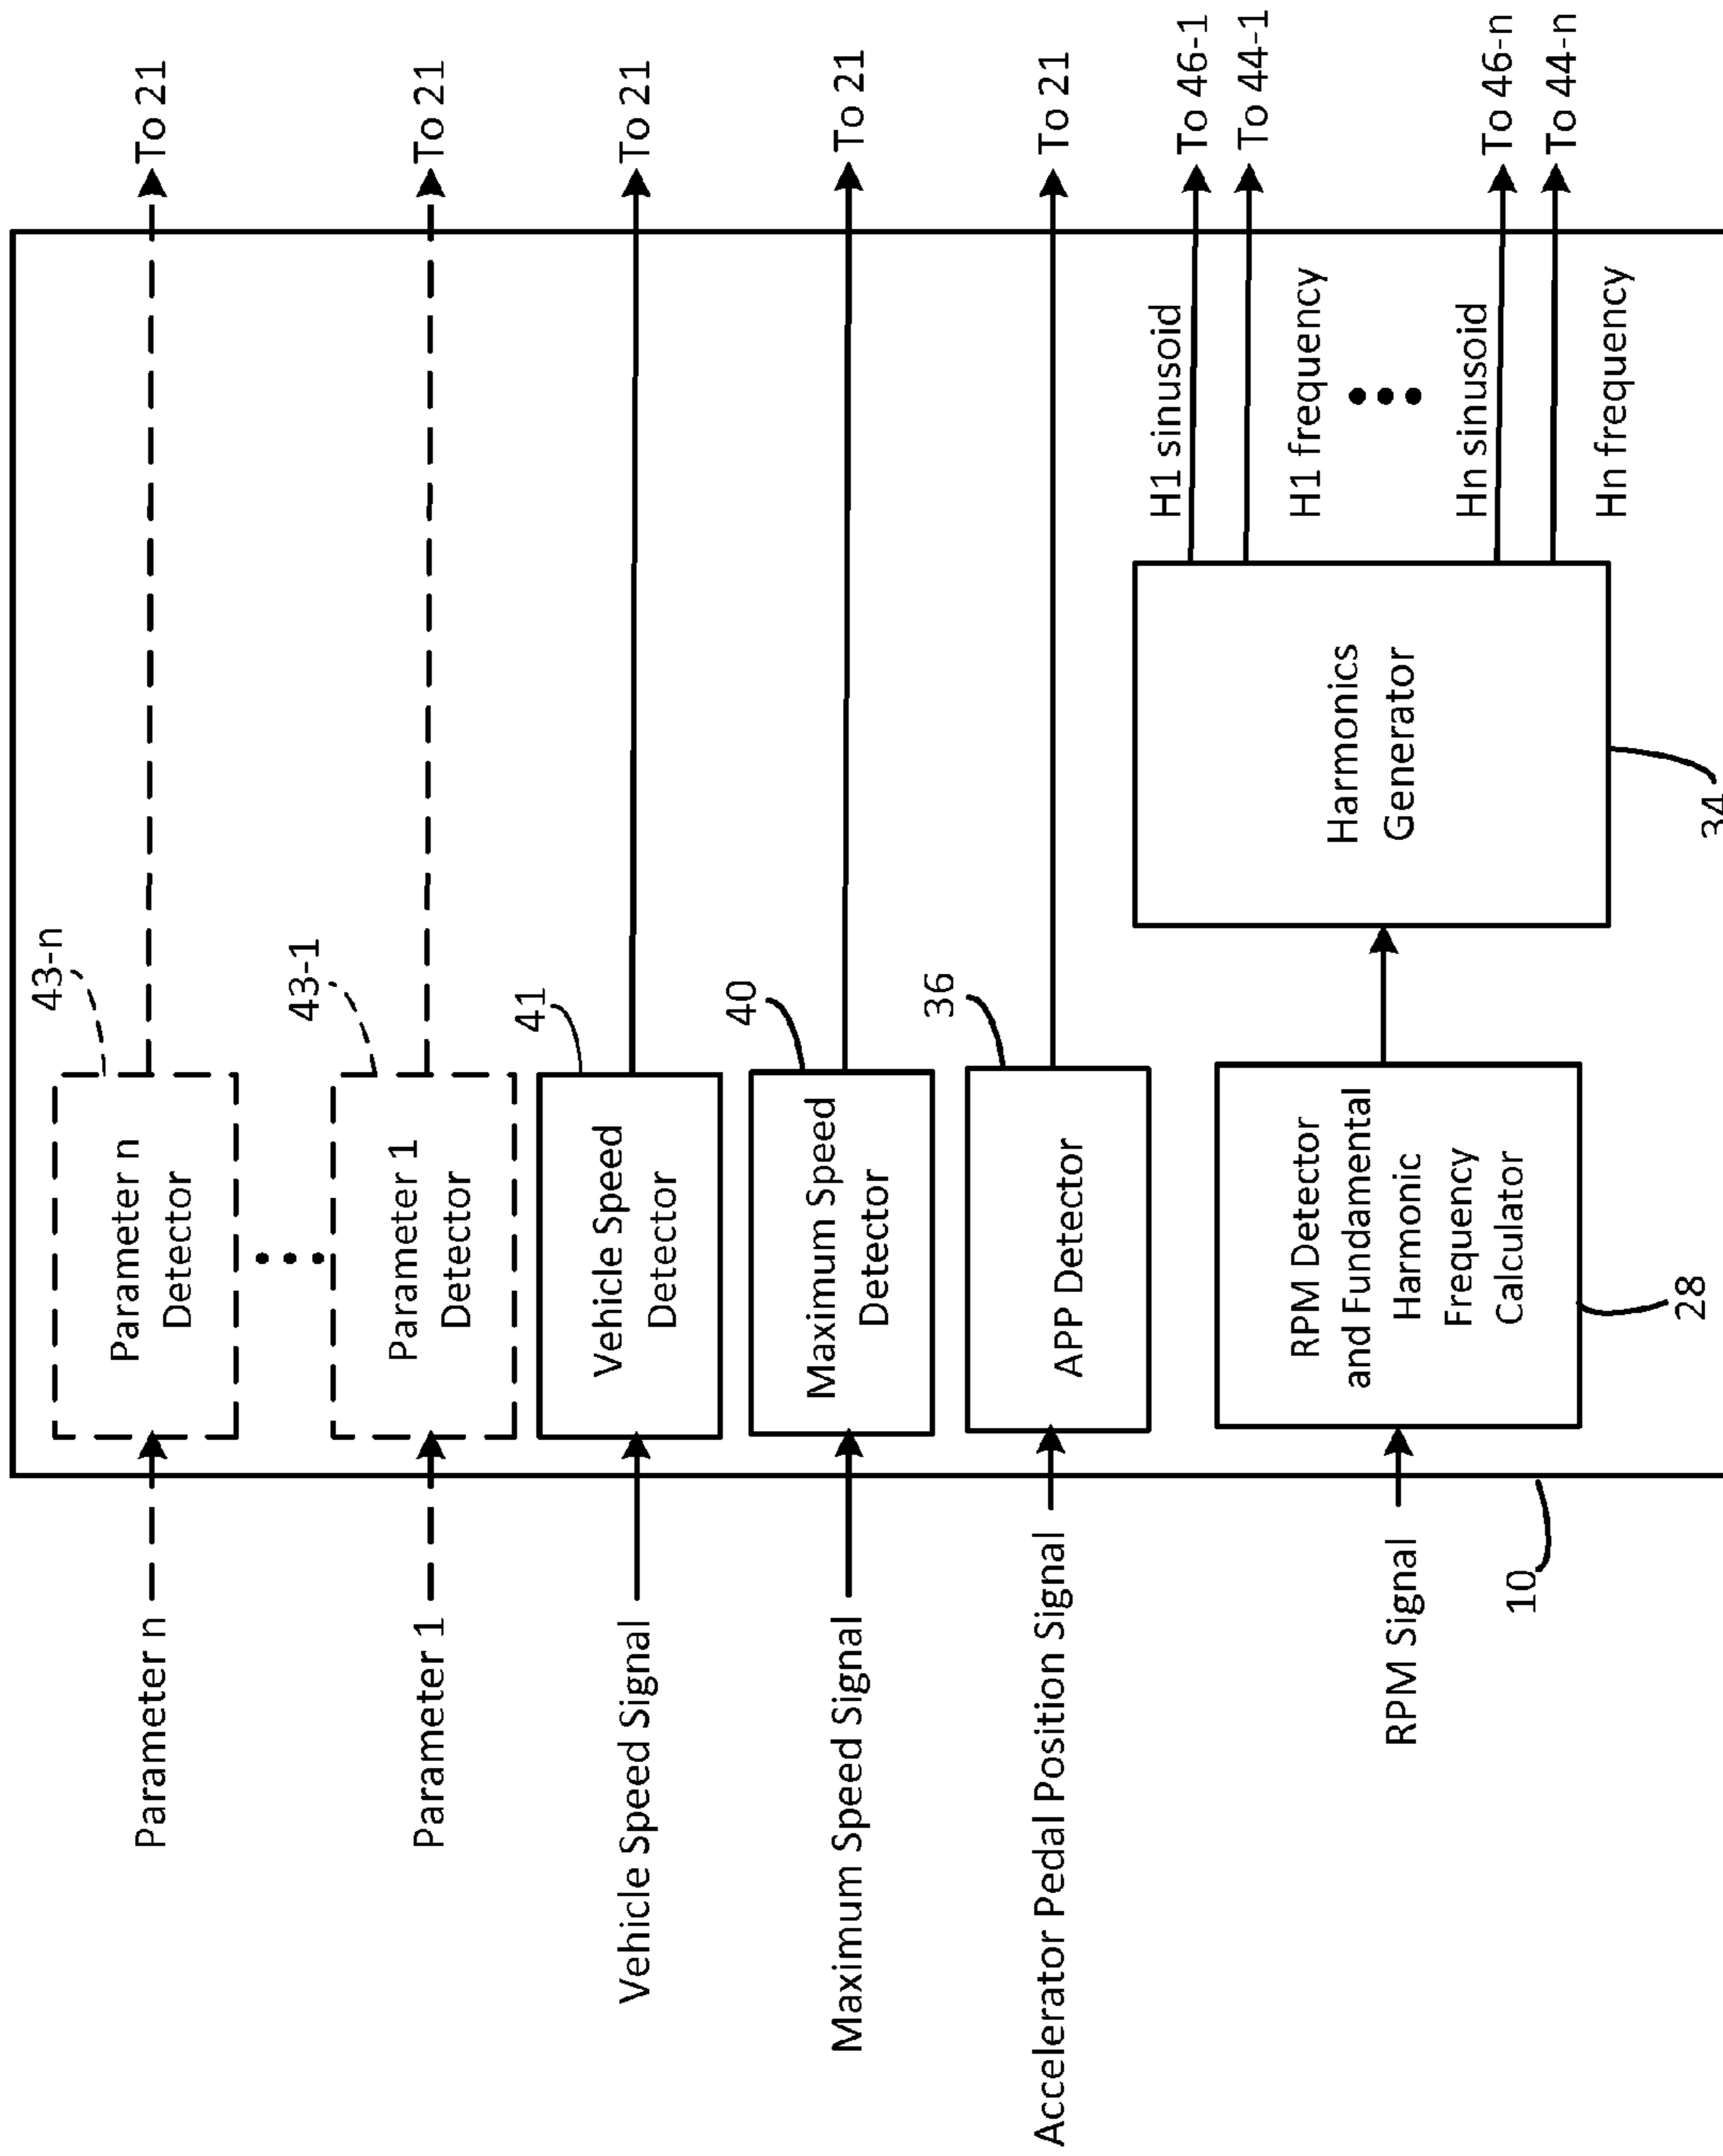 Parameter n
43-n
Parameter n
Detector
To 21
Parameter 1
43-1
Parameter 1
Detector
To 21
Vehicle Speed Signal
41
Vehicle Speed
Detector
To 21
Maximum Speed Signal
40
Maximum Speed
Detector
To 21
Accelerator Pedal Position Signal
36
APP Detector
To 21
RPM Signal
10
RPM Detector
and Fundamental
Harmonic
Frequency
Calculator
28
Harmonics
Generator
34
H1 sinusoid
To 46-1
To 44-1
H1 frequency
Hn sinusoid
To 46-n
To 44-n
Hn frequency